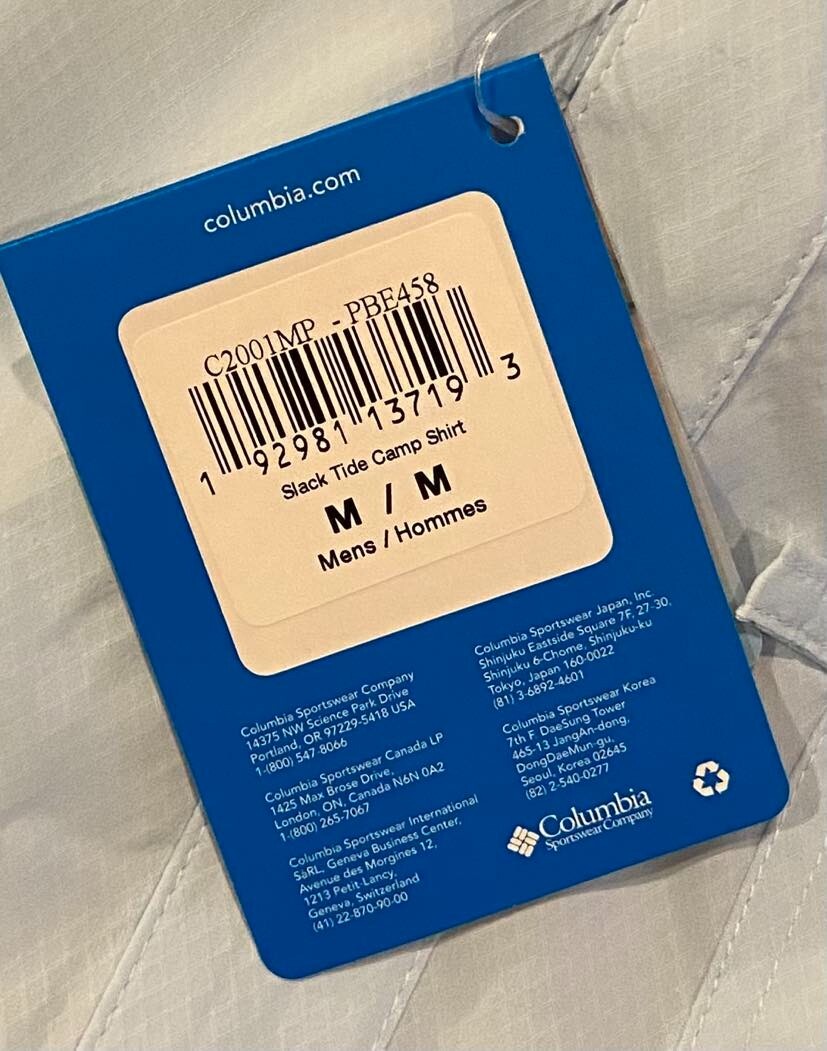 columbia.com
C2001MP - PBE458
1 92981 13719 3
Slack Tide Camp Shirt
M / M
Mens / Hommes
Columbia Sportswear Company
14375 NW Science Park Drive
Portland, OR 97229-5418 USA
1-(800) 547-8066
Columbia Sportswear Canada LP
1425 Max Brose Drive,
London, ON, Canada N6N 0A2
1-(800) 265-7067
Columbia Sportswear International
SàRL, Geneva Business Center,
Avenue des Morgines 12,
1213 Petit-Lancy,
Geneva, Switzerland
(41) 22-870-90-00
Columbia Sportswear Japan, Inc.
Shinjuku Eastside Square 7F, 27-30,
Shinjuku 6-Chome, Shinjuku-ku
Tokyo, Japan 160-0022
(81) 3-6892-4601
Columbia Sportswear Korea
7th F. DaeSung Tower
465-13 JangAn-dong,
DongDaeMun-gu,
Seoul, Korea 02645
(82) 2-540-0277
Columbia
Sportswear Company